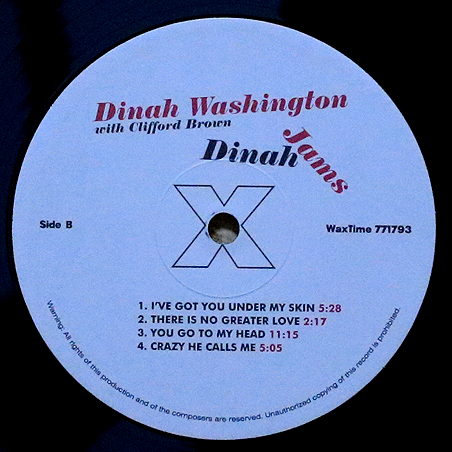 Dinah Washington
with Clifford Brown
Dinah Jams
X
Side B
WaxTime 771793
1. I'VE GOT YOU UNDER MY SKIN 5:28
2. THERE IS NO GREATER LOVE 2:17
3. YOU GO TO MY HEAD 11:15
4. CRAZY HE CALLS ME 5:05
Warning: All rights of this production and of the composers are reserved. Unauthorized copying of this record is prohibited.